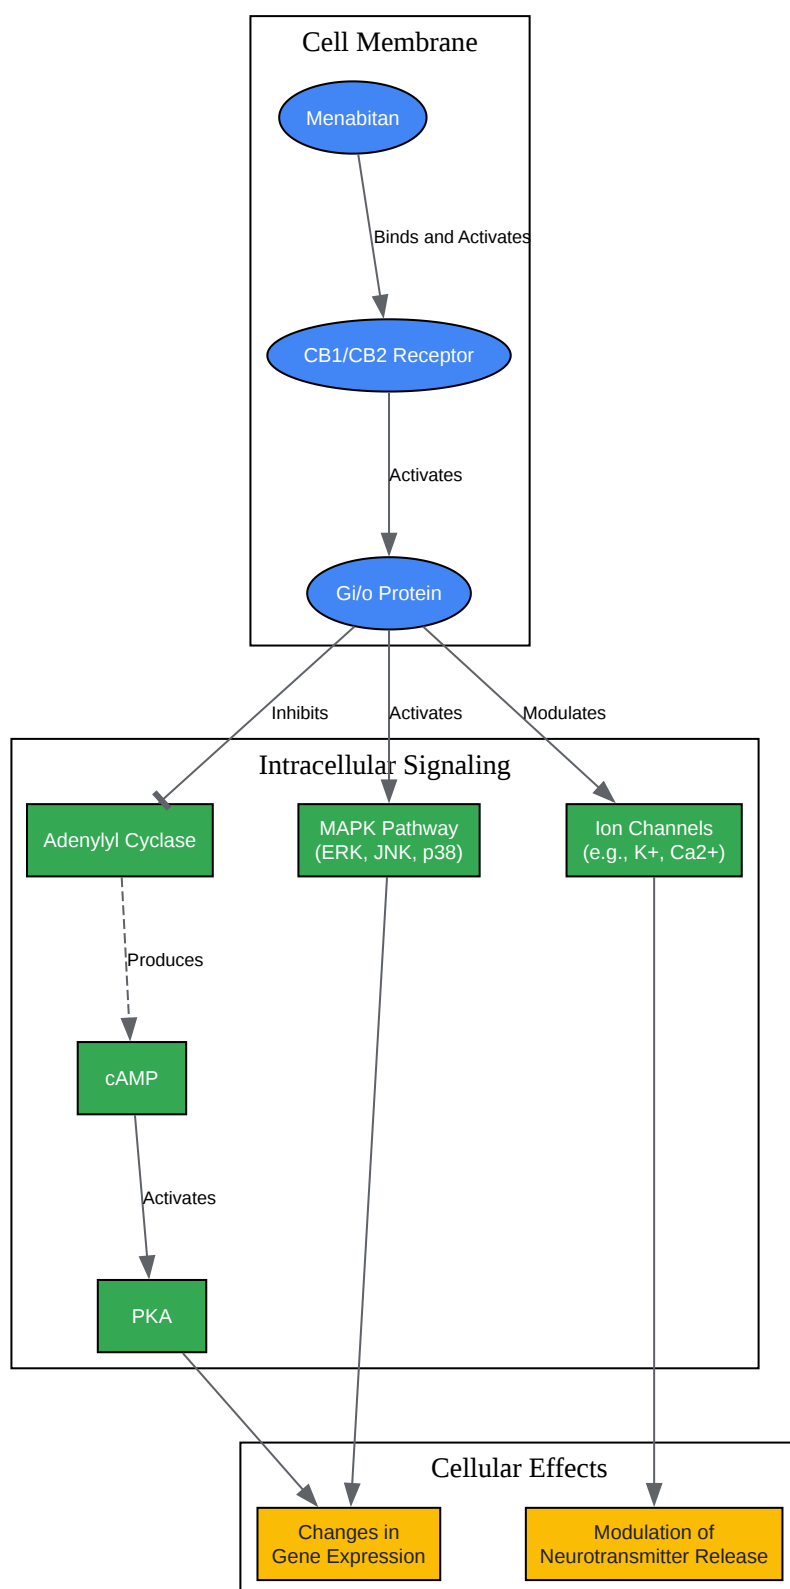 Cell Membrane
Menabitan
Binds and Activates
CB1/CB2 Receptor
Activates
Gi/o Protein
Inhibits
Activates
Modulates
Intracellular Signaling
Adenylyl Cyclase
MAPK Pathway
(ERK, JNK, p38)
Ion Channels
(e.g., K+, Ca2+)
Produces
cAMP
Activates
PKA
Cellular Effects
Changes in
Gene Expression
Modulation of
Neurotransmitter Release